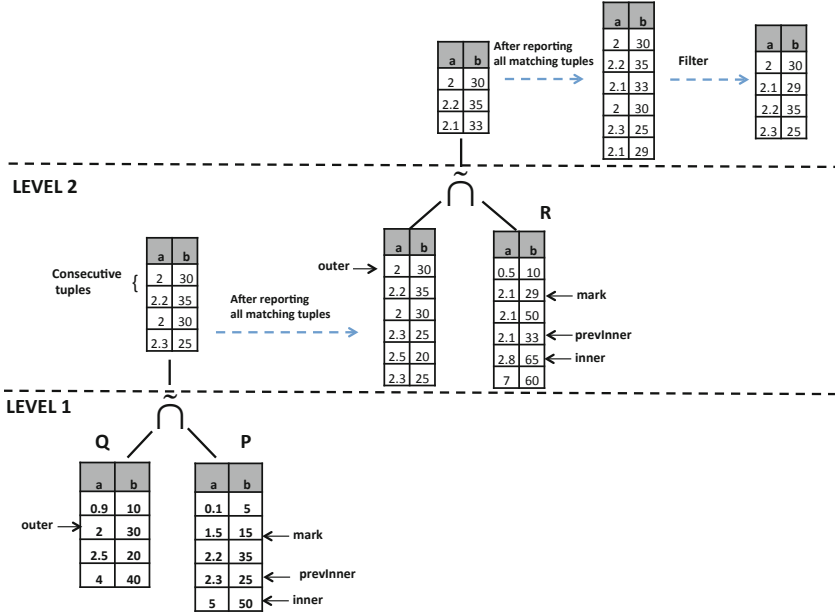 a b
2 30
2.2 35
2.1 33
After reporting
all matching tuples
a b
2 30
2.2 35
2.1 33
2 30
2.3 25
2.1 29
Filter
a b
2 30
2.1 29
2.2 35
2.3 25
LEVEL 2
~
∩
R
Consecutive
tuples
{
a b
2 30
2.2 35
2 30
2.3 25
After reporting
all matching tuples
outer
a b
2 30
2.2 35
2 30
2.3 25
2.5 20
2.3 25
a b
0.5 10
2.1 29
2.1 50
2.1 33
2.8 65
7 60
mark
prevInner
inner
LEVEL 1
~
∩
Q
P
outer
a b
0.9 10
2 30
2.5 20
4 40
a b
0.1 5
1.5 15
2.2 35
2.3 25
5 50
mark
prevInner
inner